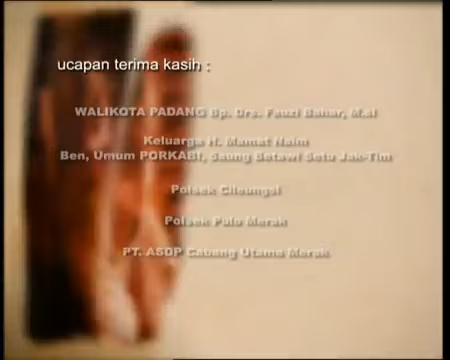 ucapan terima kasih :
WALIKOTA PADANG Bp. Drs. Fauzi Bahar, M.si
Keluarga H. Mamat Naim
Ben, Umum PORKABI, Saung Betawi Setu Jak-Tim
Polsek Cileungsi
Polsek Pulo Merak
PT. ASDP Cabang Utama Merak